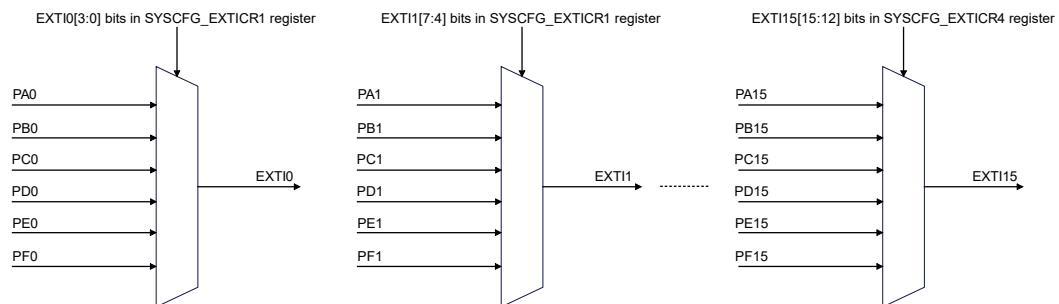 EXTI0[3:0] bits in SYSCFG_EXTICR1 register
EXTI1[7:4] bits in SYSCFG_EXTICR1 register
EXTI15[15:12] bits in SYSCFG_EXTICR4 register
PA0
PB0
PC0
PD0
PE0
PF0
EXTI0
PA1
PB1
PC1
PD1
PE1
PF1
EXTI1
PA15
PB15
PC15
PD15
PE15
PF15
EXTI15